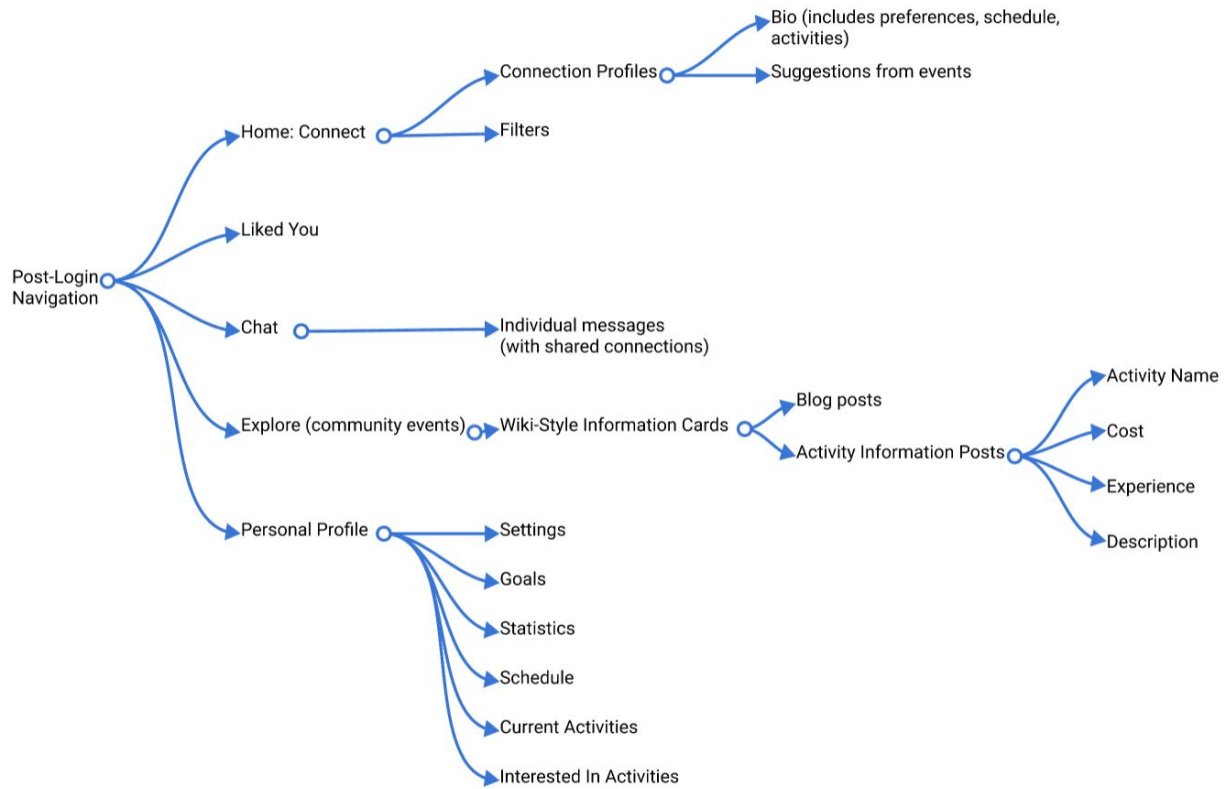 Post-Login
Navigation
Home: Connect
Connection Profiles
Bio (includes preferences, schedule,
activities)
Suggestions from events
Filters
Liked You
Chat
Individual messages
(with shared connections)
Explore (community events)
Wiki-Style Information Cards
Blog posts
Activity Information Posts
Activity Name
Cost
Experience
Description
Personal Profile
Settings
Goals
Statistics
Schedule
Current Activities
Interested In Activities